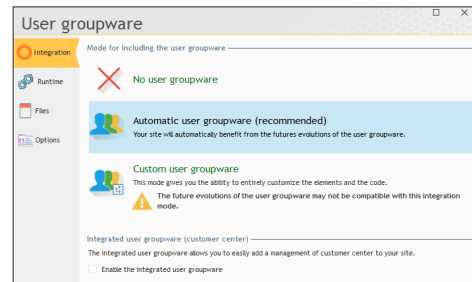 User groupware
Integration
Mode for including the user groupware
No user groupware
Runtime
Files
Automatic user groupware (recommended)
Your site will automatically benefit from the futures evolutions of the user groupware.
Options
Custom user groupware
This mode gives you the ability to entirely customize the elements and the code.
The future evolutions of the user groupware may not be compatible with this integration
mode.
Integrated user groupware (customer center)
The integrated user groupware allows you to easily add a management of customer center to your site.
Enable the integrated user groupware